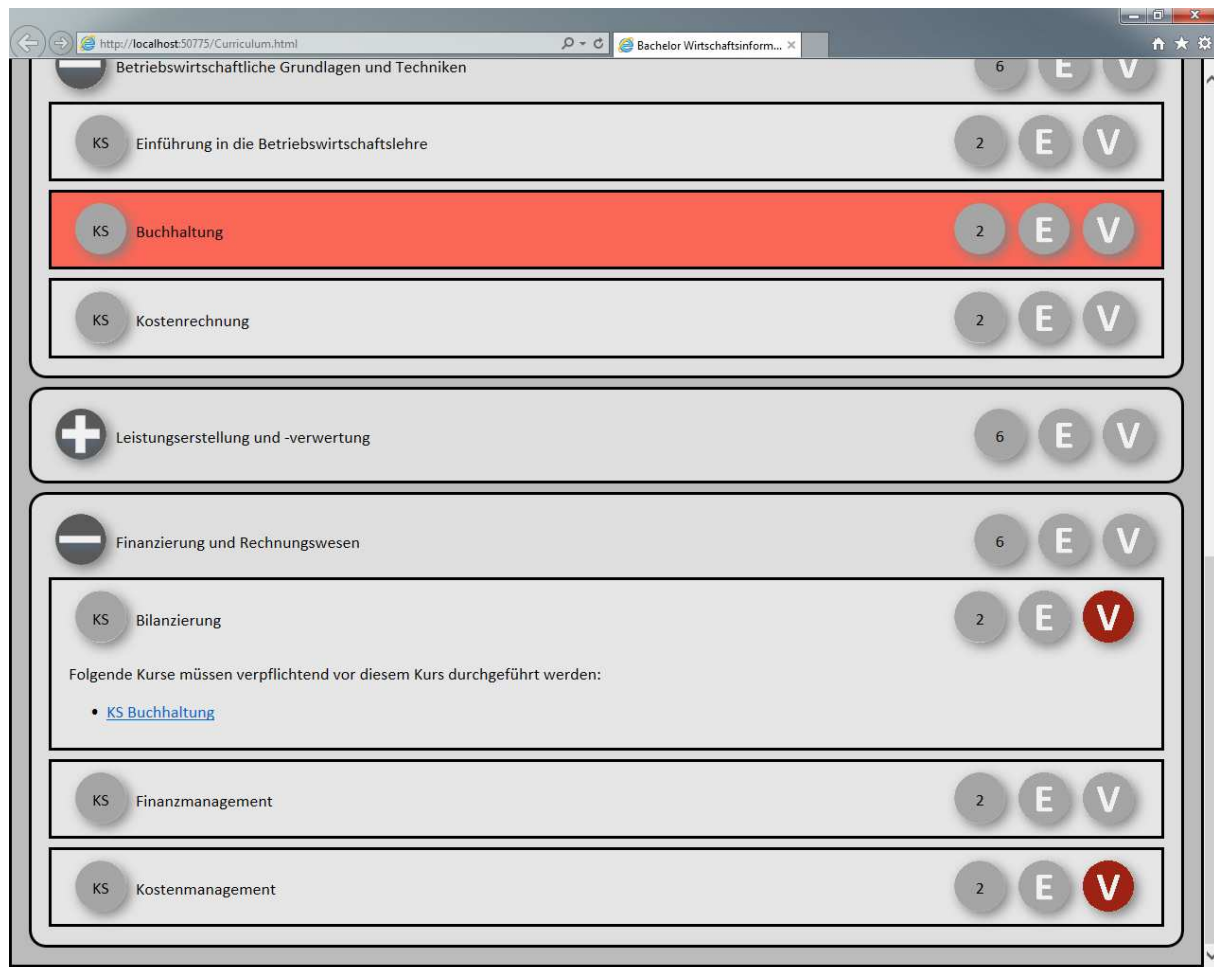 http://localhost:50775/Curriculum.html
Bachelor Wirtschaftsinform...
Betriebswirtschaftliche Grundlagen und Techniken 6 E V
KS Einführung in die Betriebswirtschaftslehre 2 E V
KS Buchhaltung 2 E V
KS Kostenrechnung 2 E V
Leistungserstellung und -verwertung 6 E V
Finanzierung und Rechnungswesen 6 E V
KS Bilanzierung 2 E V
Folgende Kurse müssen verpflichtend vor diesem Kurs durchgeführt werden:
• KS Buchhaltung
KS Finanzmanagement 2 E V
KS Kostenmanagement 2 E V